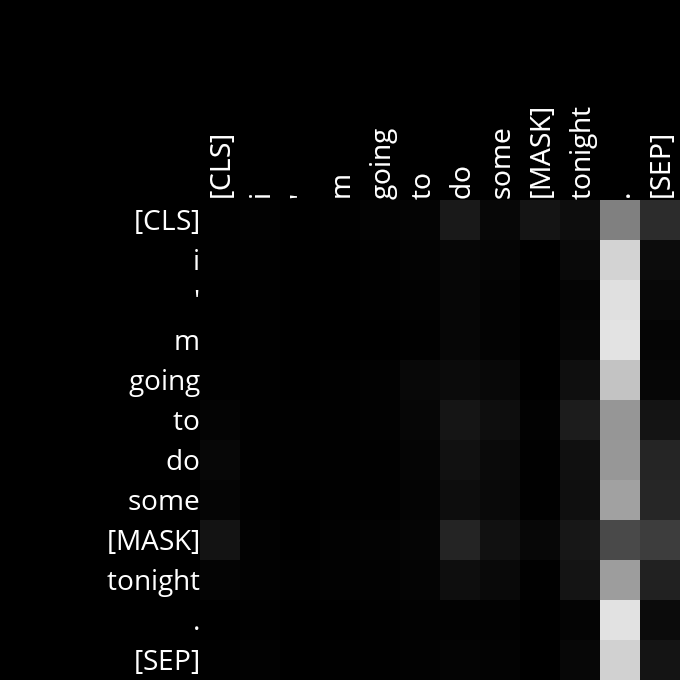 [CLS] i ' m going to do some [MASK] tonight . [SEP]
[CLS]
i
'
m
going
to
do
some
[MASK]
tonight
.
[SEP]